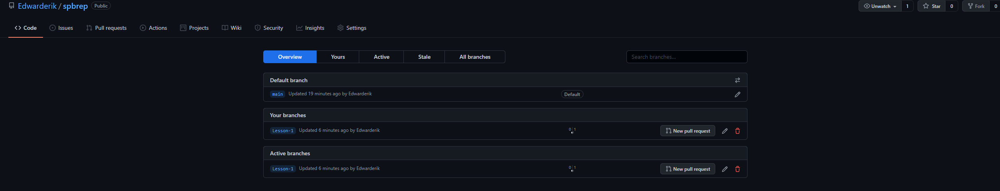 Edwarderik / spbrep Public
Unwatch 1 Star 0 Fork 0
Code Issues Pull requests Actions Projects Wiki Security Insights Settings
Overview Yours Active Stale All branches Search branches...
Default branch
main Updated 19 minutes ago by Edwarderik Default
Your branches
Lesson-1 Updated 6 minutes ago by Edwarderik 0 1 New pull request
Active branches
Lesson-1 Updated 6 minutes ago by Edwarderik 0 1 New pull request